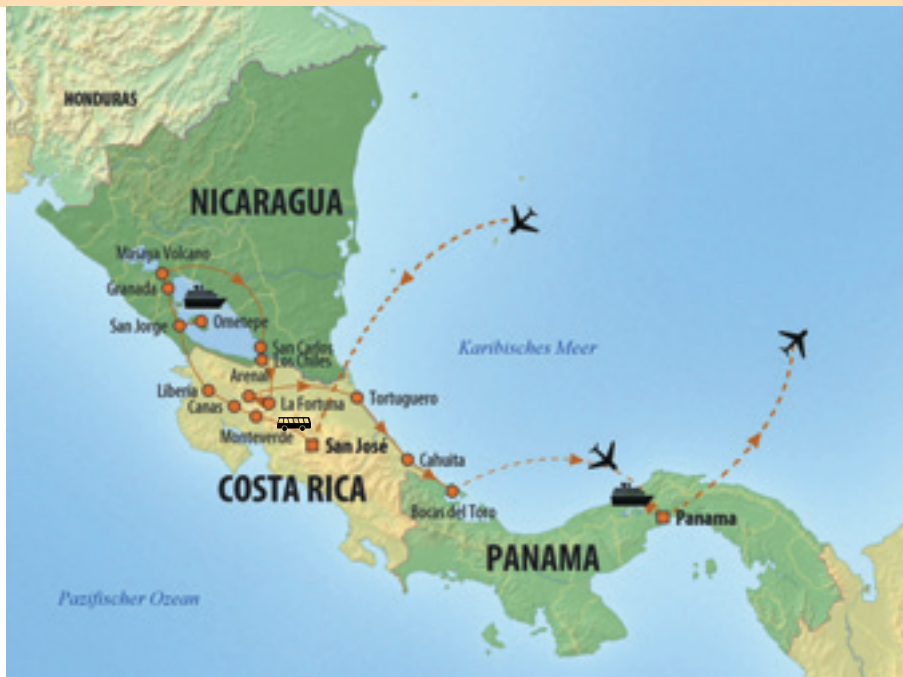 HONDURAS
NICARAGUA
Masaya Volcano
Granada
San Jorge
Ometepe
San Carlos
Los Chiles
Arenal
Liberia
La Fortuna
Tortuguero
Canas
Monteverde
San José
Cahuita
COSTA RICA
Bocas del Toro
Panama
PANAMA
Karibisches Meer
Pazifischer Ozean